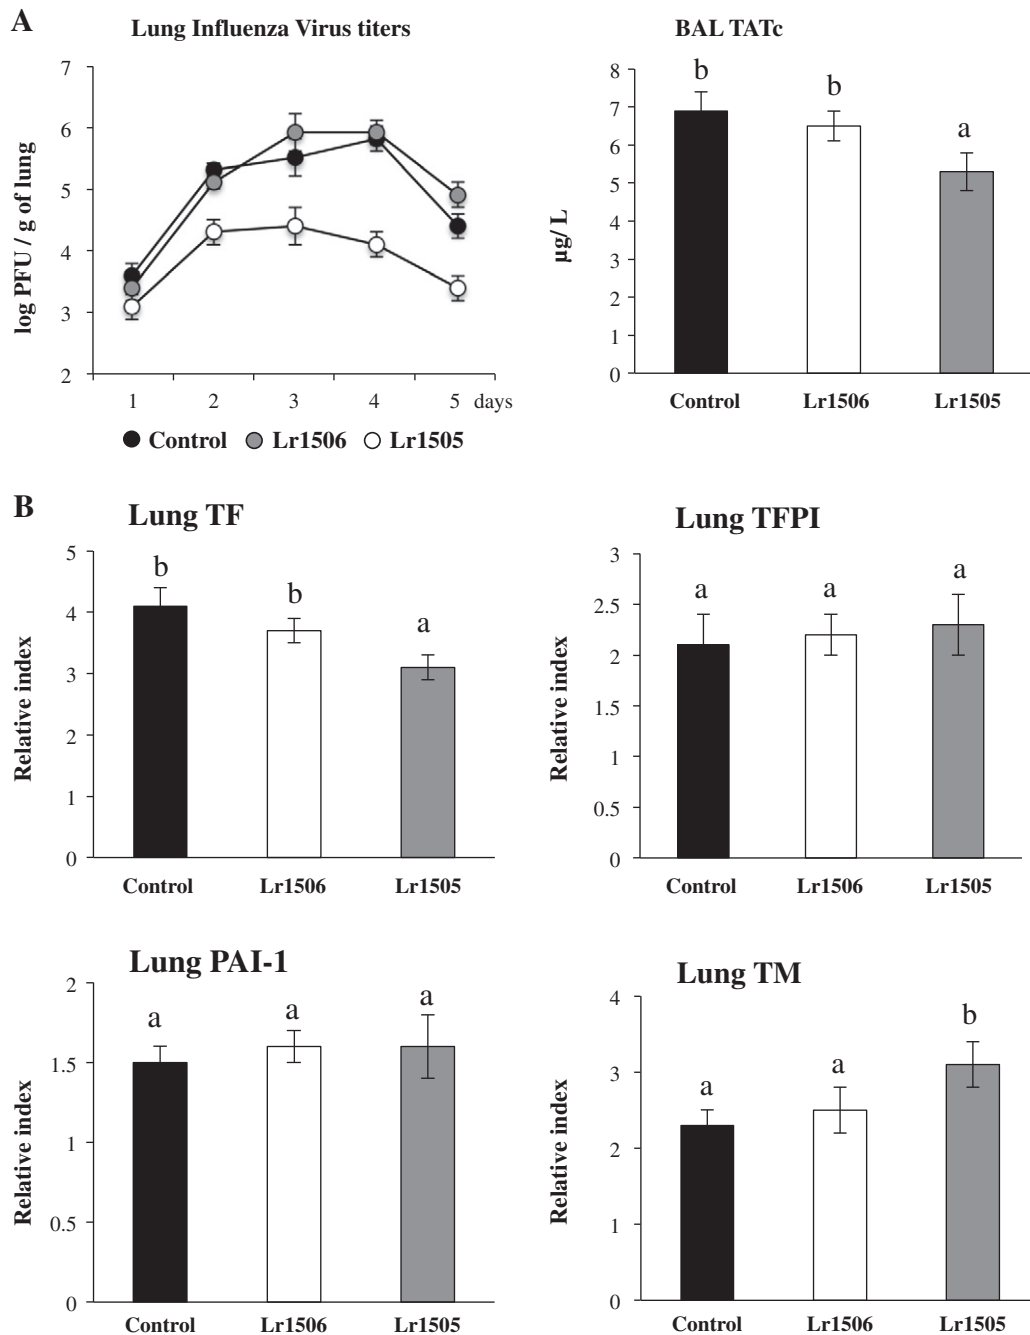 A
Lung Influenza Virus titers
log PFU / g of lung
7
6
5
4
3
2
1 2 3 4 5 days
Control Lr1506 Lr1505
BAL TATc
µg/ L
8
7
6
5
4
3
2
1
0
b b a
Control Lr1506 Lr1505
B
Lung TF
Relative index
5
4
3
2
1
0
b b a
Control Lr1506 Lr1505
Lung TFPI
Relative index
3
2.5
2
1.5
1
0.5
0
a a a
Control Lr1506 Lr1505
Lung PAI-1
Relative index
2
1.5
1
0.5
0
a a a
Control Lr1506 Lr1505
Lung TM
Relative index
4
3
2
1
0
a a b
Control Lr1506 Lr1505